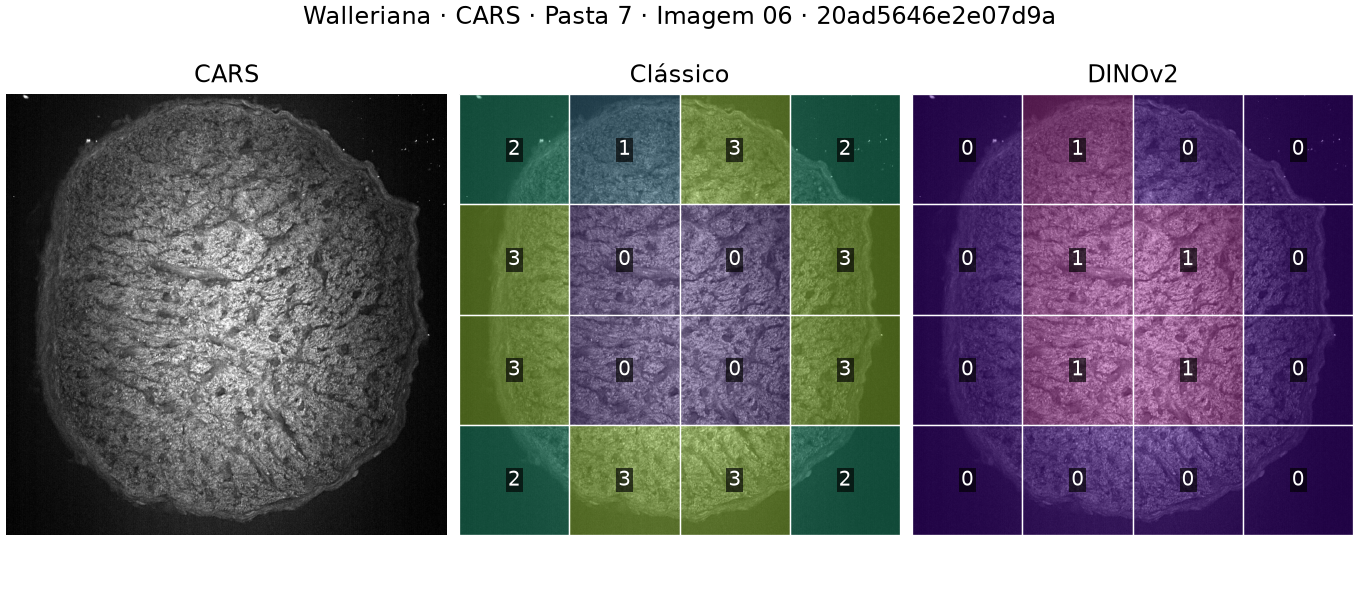 Walleriana · CARS · Pasta 7 · Imagem 06 · 20ad5646e2e07d9a
CARS
Clássico
DINOv2
2 1 3 2
3 0 0 3
3 0 0 3
2 3 3 2
0 1 0 0
0 1 1 0
0 1 1 0
0 0 0 0